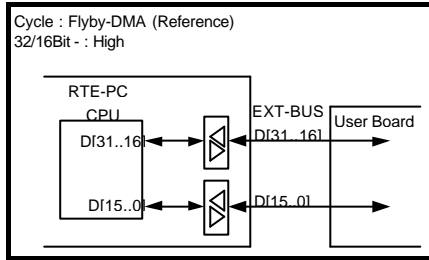 Cycle : Flyby-DMA (Reference)
32/16Bit - : High
RTE-PC
CPU
EXT-BUS
User Board
D[31..16]
D[31..16]
D[15..0]
D[15..0]